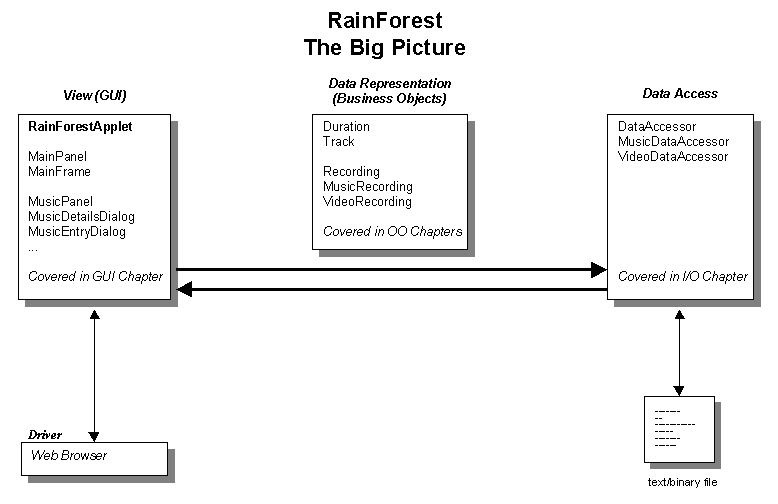 RainForest
The Big Picture
View (GUI)
RainForestApplet
MainPanel
MainFrame
MusicPanel
MusicDetailsDialog
MusicEntryDialog
...
Covered in GUI Chapter
Data Representation
(Business Objects)
Duration
Track
Recording
MusicRecording
VideoRecording
Covered in OO Chapters
Data Access
DataAccessor
MusicDataAccessor
VideoDataAccessor
Covered in I/O Chapter
Driver
Web Browser
text/binary file